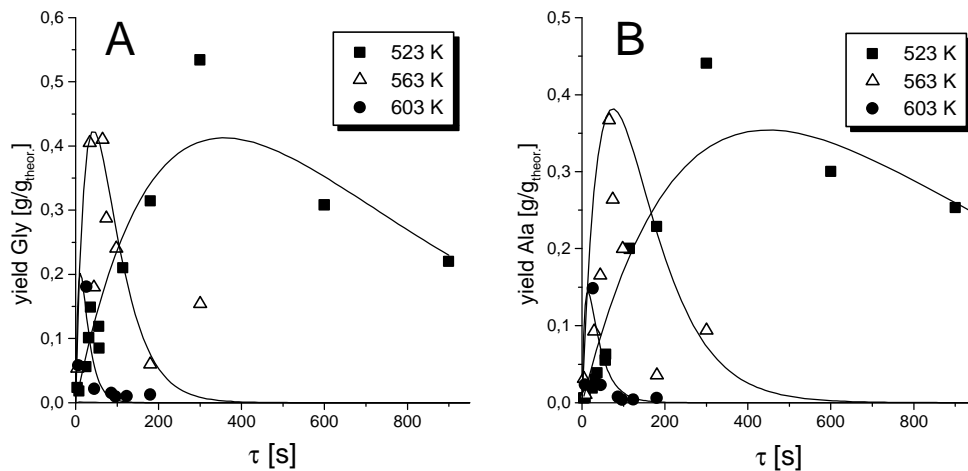 A
523 K
563 K
603 K
yield Gly [g/g theor.]
0,6
0,5
0,4
0,3
0,2
0,1
0,0
0 200 400 600 800
τ [s]
B
523 K
563 K
603 K
yield Ala [g/g theor.]
0,5
0,4
0,3
0,2
0,1
0,0
0 200 400 600 800
τ [s]